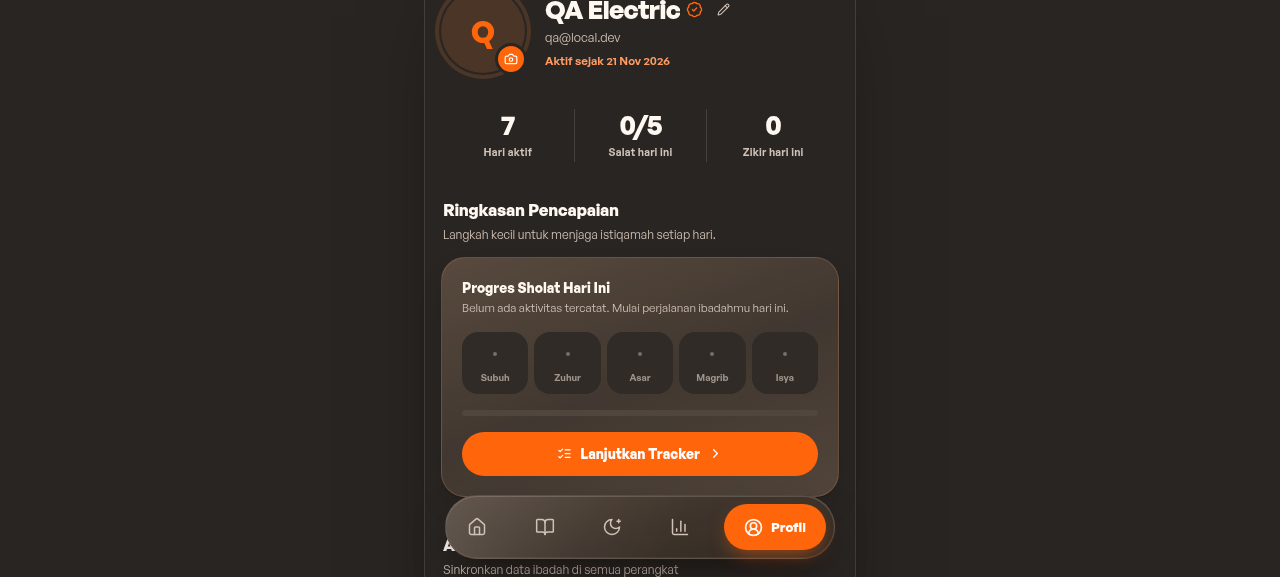 Q
QA Electric
qa@local.dev
Aktif sejak 21 Nov 2026
7
Hari aktif
0/5
Salat hari ini
0
Zikir hari ini
Ringkasan Pencapaian
Langkah kecil untuk menjaga istiqamah setiap hari.
Progres Sholat Hari Ini
Belum ada aktivitas tercatat. Mulai perjalanan ibadahmu hari ini.
Subuh
Zuhur
Asar
Magrib
Isya
Lanjutkan Tracker
Profil
Sinkronkan data ibadah di semua perangkat